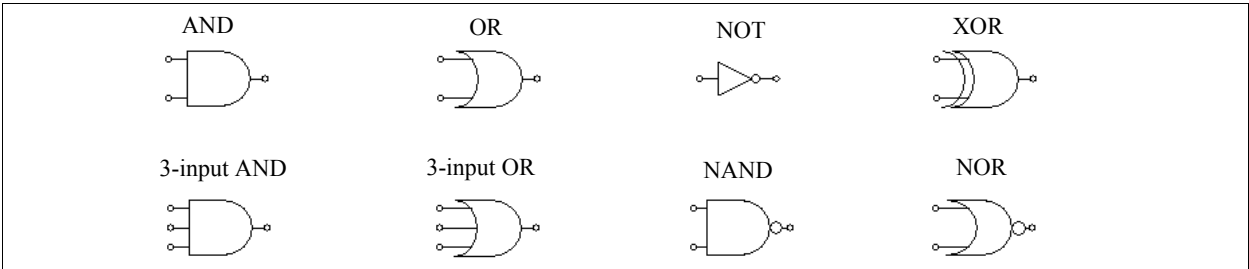 AND
OR
NOT
XOR
3-input AND
3-input OR
NAND
NOR